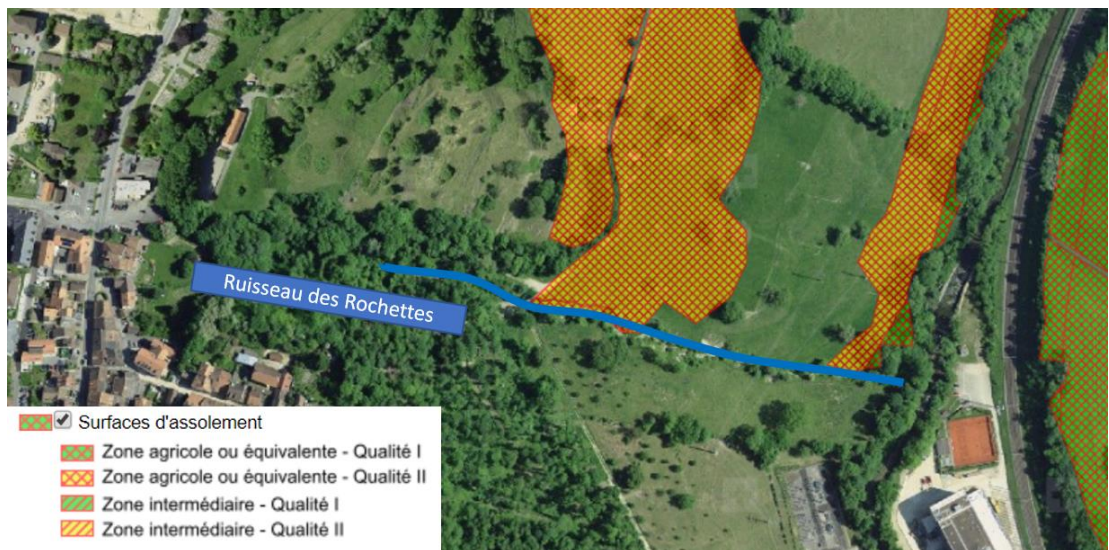 Ruisseau des Rochettes
Surfaces d'assolement
Zone agricole ou équivalente - Qualité I
Zone agricole ou équivalente - Qualité II
Zone intermédiaire - Qualité I
Zone intermédiaire - Qualité II